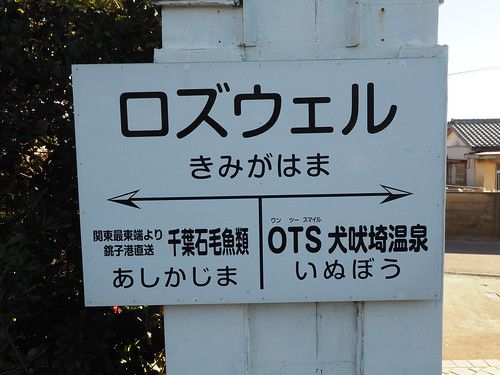 ロズウェル
きみがはま
関東最東端より
銚子港直送
千葉石毛魚類
あしかじま
ワン ツー スマイル
OTS 犬吠埼温泉
いぬぼう